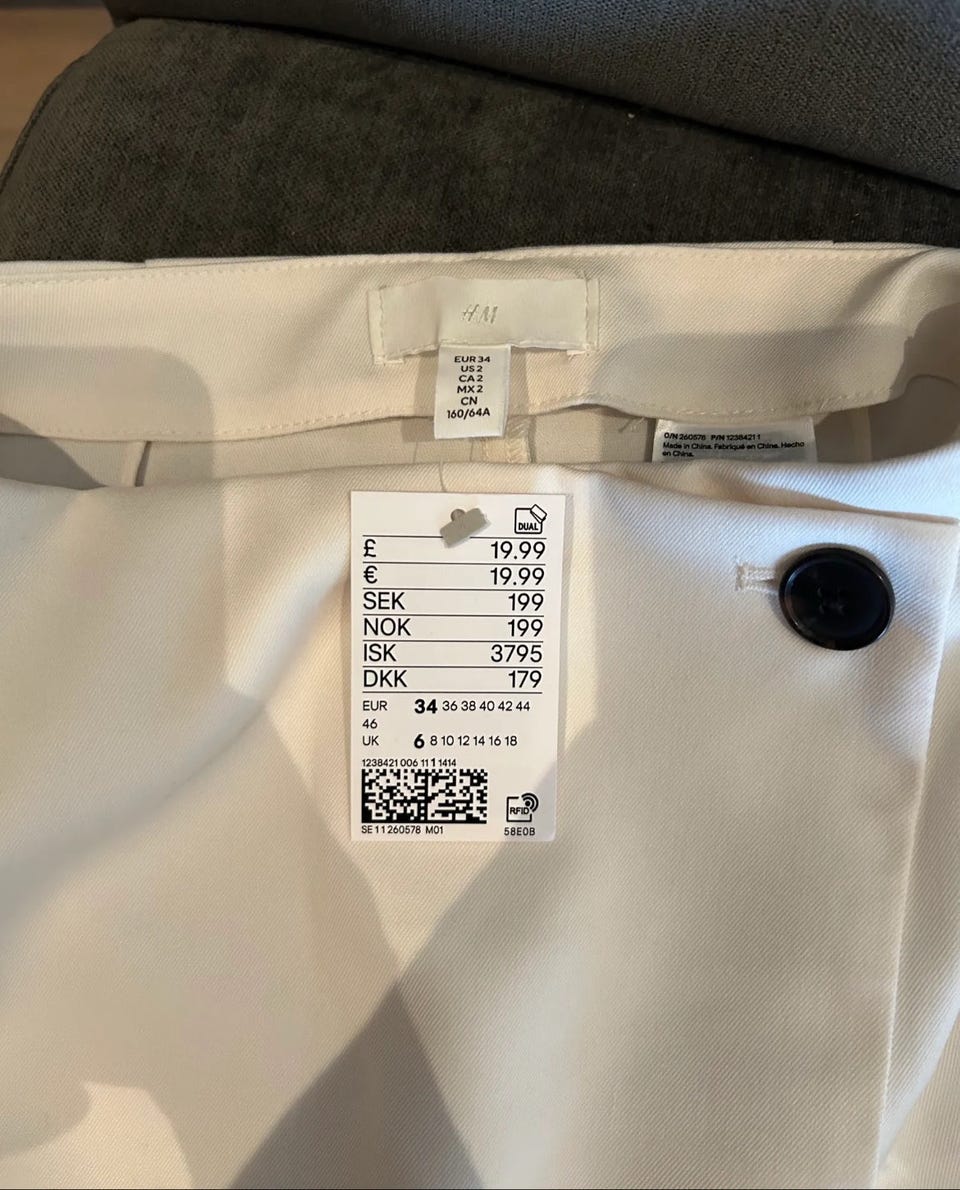 H&M
EUR 34
US 2
CA 2
MX 2
CN
160/64A
O/N 260578 P/N 1238421 1
Made in China. Fabriqué en China. Hecho
en China.
DUAL
£ 19.99
€ 19.99
SEK 199
NOK 199
ISK 3795
DKK 179
EUR 34 36 38 40 42 44
46
UK 6 8 10 12 14 16 18
1238421 006 11 1 1414
RFID
SE 11 260578 M01 58E0B